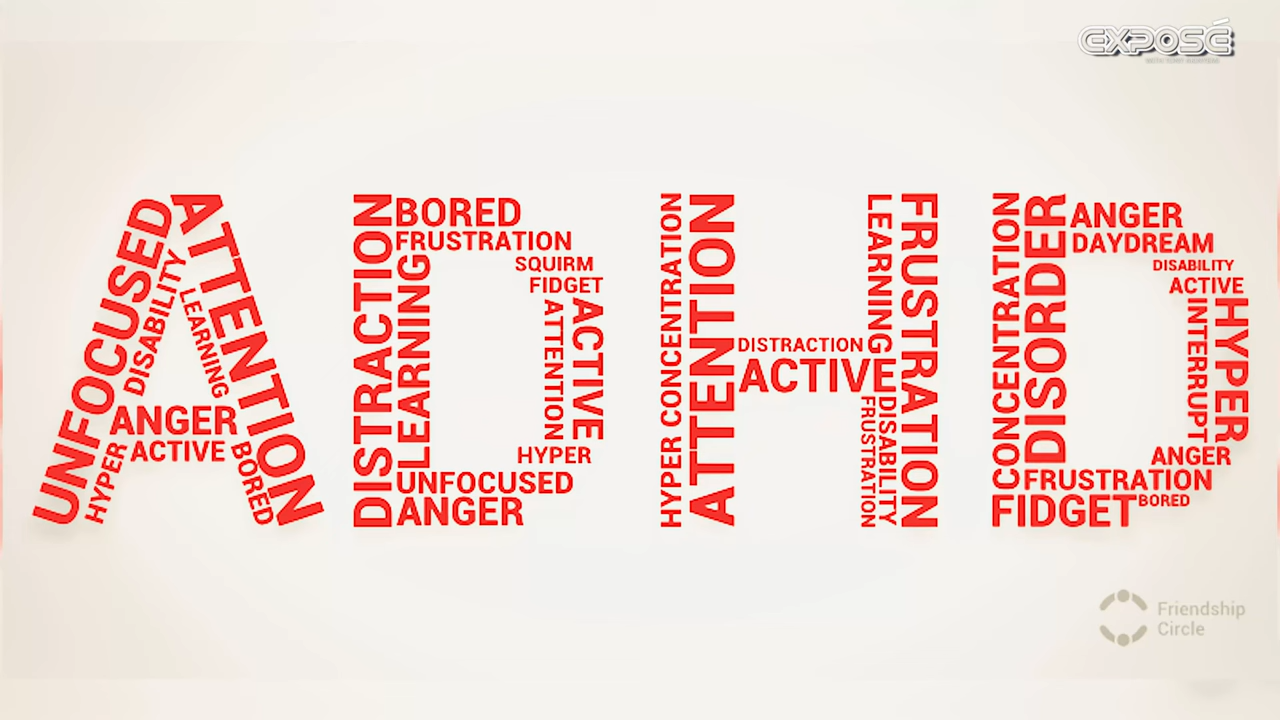 EXPOSÉ
UNFOCUSED
ATTENTION
DISABILITY
LEARNING
ANGER
ACTIVE
HYPER
BORED
DISTRACTION
BORED
FRUSTRATION
LEARNING
SQUIRM
FIDGET
ACTIVE
ATTENTION
HYPER
UNFOCUSED
ANGER
HYPER CONCENTRATION
ATTENTION
DISTRACTION
ACTIVE
LEARNING
FRUSTRATION
DISABILITY
FRUSTRATION
CONCENTRATION
DISORDER
ANGER
DAYDREAM
DISABILITY
ACTIVE
HYPER
INTERRUPT
ANGER
FRUSTRATION
FIDGET
BORED
Friendship
Circle